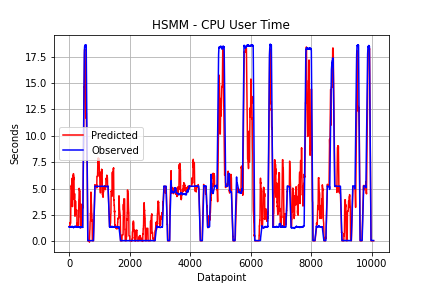 HSMM - CPU User Time
17.5
15.0
12.5
10.0
7.5
5.0
2.5
0.0
Seconds
Predicted
Observed
0 2000 4000 6000 8000 10000
Datapoint